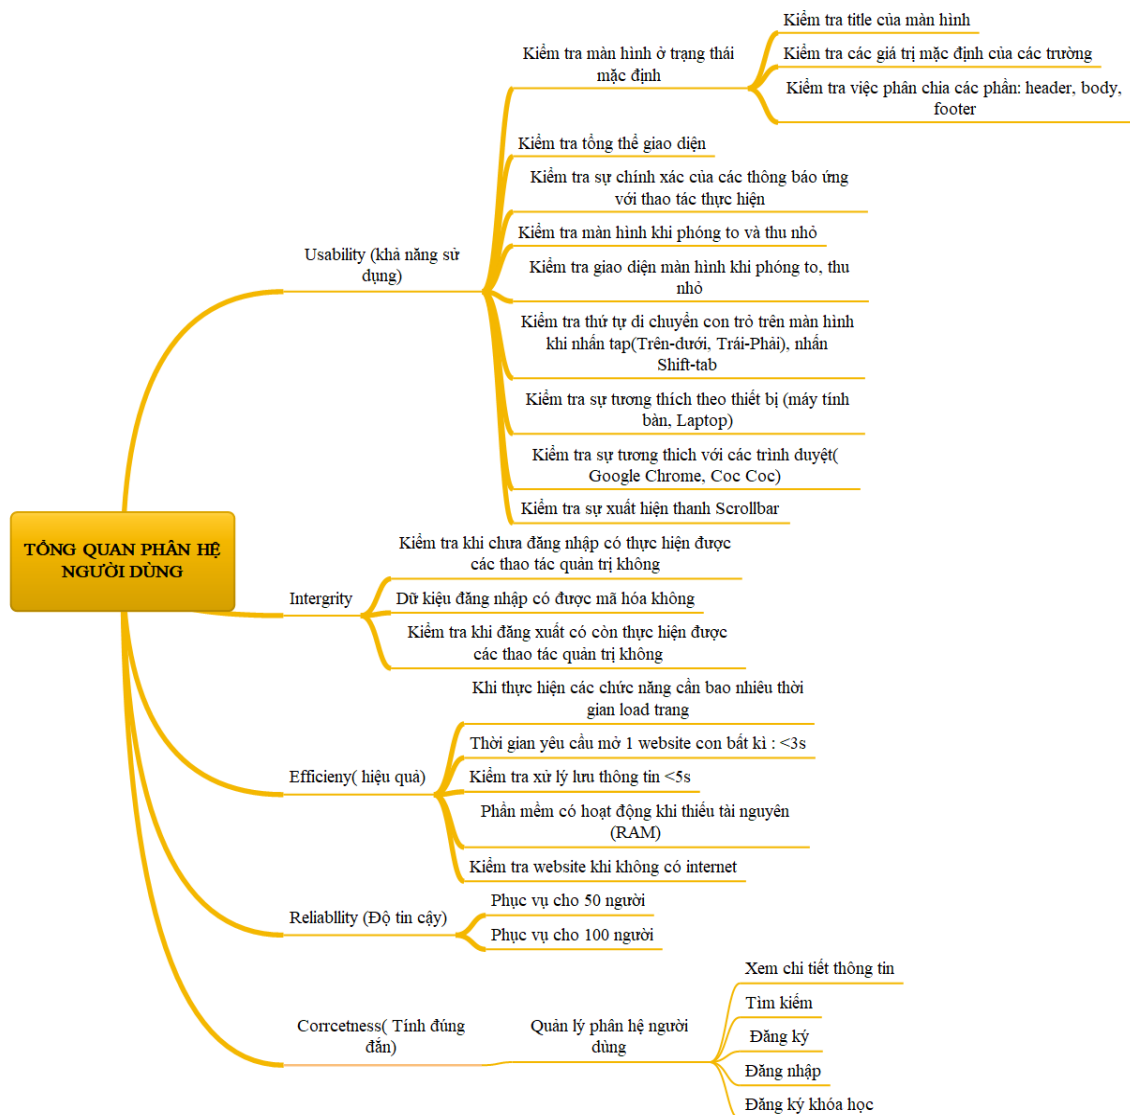 TỔNG QUAN PHÂN HỆ
NGƯỜI DÙNG
Usability (khả năng sử
dụng)
Kiểm tra màn hình ở trạng thái
mặc định
Kiểm tra title của màn hình
Kiểm tra các giá trị mặc định của các trường
Kiểm tra việc phân chia các phần: header, body,
footer
Kiểm tra tổng thể giao diện
Kiểm tra sự chính xác của các thông báo ứng
với thao tác thực hiện
Kiểm tra màn hình khi phóng to và thu nhỏ
Kiểm tra giao diện màn hình khi phóng to, thu
nhỏ
Kiểm tra thứ tự di chuyển con trỏ trên màn hình
khi nhấn tap(Trên-dưới, Trái-Phải), nhấn
Shift-tab
Kiểm tra sự tương thích theo thiết bị (máy tính
bàn, Laptop)
Kiểm tra sự tương thich với các trình duyệt(
Google Chrome, Coc Coc)
Kiểm tra sự xuất hiện thanh Scrollbar
Intergrity
Kiểm tra khi chưa đăng nhập có thực hiện được
các thao tác quản trị không
Dữ kiệu đăng nhập có được mã hóa không
Kiểm tra khi đăng xuất có còn thực hiện được
các thao tác quản trị không
Efficieny( hiệu quả)
Khi thực hiện các chức năng cần bao nhiêu thời
gian load trang
Thời gian yêu cầu mở 1 website con bất kì : <3s
Kiểm tra xử lý lưu thông tin <5s
Phần mềm có hoạt động khi thiếu tài nguyên
(RAM)
Kiểm tra website khi không có internet
Reliabllity (Độ tin cậy)
Phục vụ cho 50 người
Phục vụ cho 100 người
Corrcetness( Tính đúng
đắn)
Quản lý phân hệ người
dùng
Xem chi tiết thông tin
Tìm kiếm
Đăng ký
Đăng nhập
Đăng ký khóa học